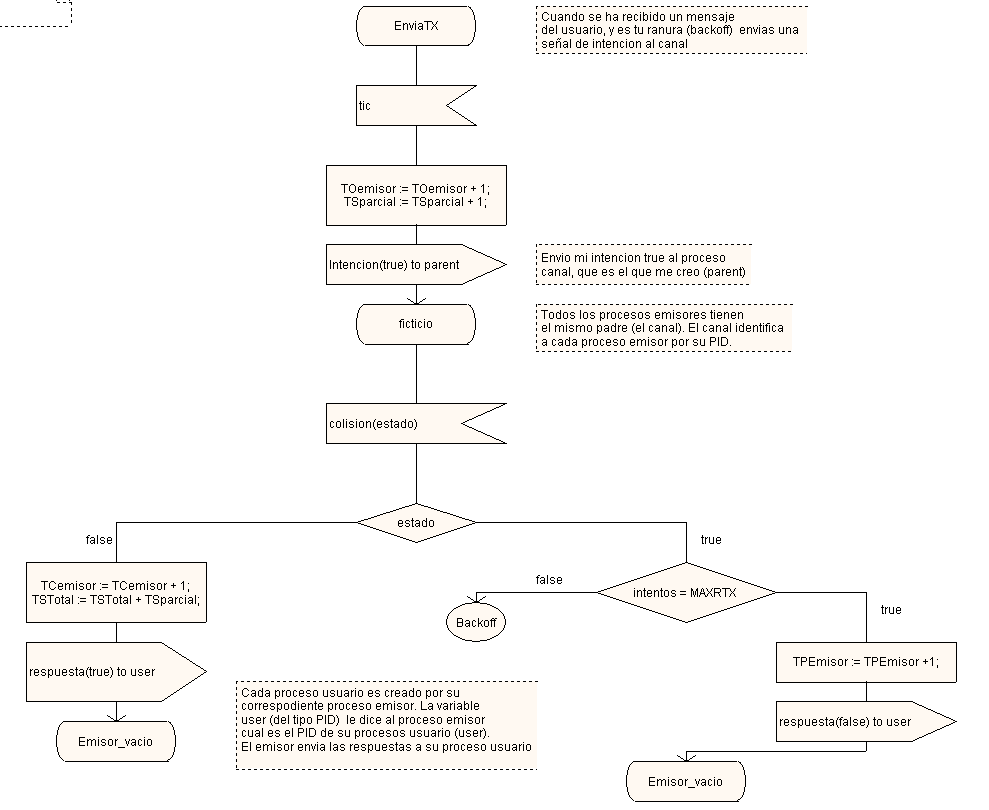 EnviaTX
Cuando se ha recibido un mensaje
del usuario, y es tu ranura (backoff) envias una
señal de intencion al canal
tic
TOemisor := TOemisor + 1;
TSparcial := TSparcial + 1;
Intencion(true) to parent
Envio mi intencion true al proceso
canal, que es el que me creo (parent)
ficticio
Todos los procesos emisores tienen
el mismo padre (el canal). El canal identifica
a cada proceso emisor por su PID.
colision(estado)
estado
false
true
TCemisor := TCemisor + 1;
TSTotal := TSTotal + TSparcial;
false
intentos = MAXRTX
true
Backoff
respuesta(true) to user
TPEmisor := TPEmisor +1;
Cada proceso usuario es creado por su
correspodiente proceso emisor. La variable
user (del tipo PID) le dice al proceso emisor
cual es el PID de su procesos usuario (user).
El emisor envia las respuestas a su proceso usuario
respuesta(false) to user
Emisor_vacio
Emisor_vacio